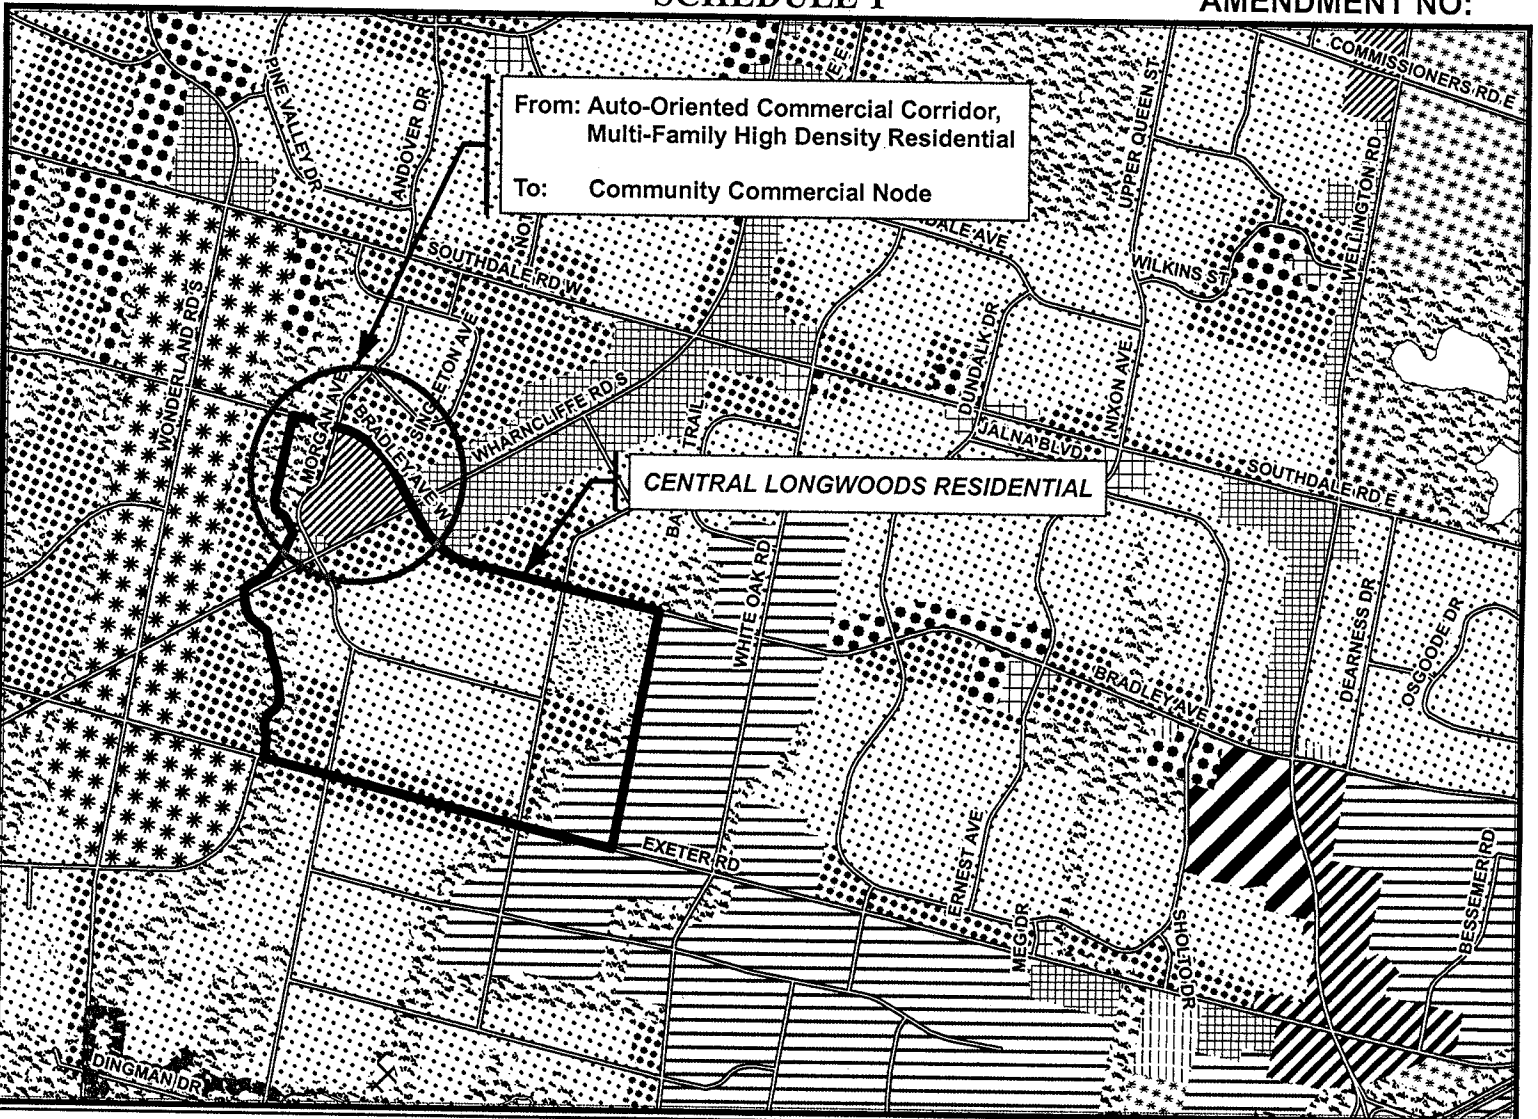 SCHEDULE 1
AMENDMENT NO:
COMMISSIONERS RD E
PINE VALLEY DR
ANDOVER DR
From: Auto-Oriented Commercial Corridor,
Multi-Family High Density Residential
To: Community Commercial Node
UPPER QUEEN ST
WELLINGTON RD
SOUTHDALE RD W
DALE AVE
WILKINS ST
WONDERLAND RD S
SINGLETON AVE
DUNDALK DR
NIXON AVE
MORGAN AVE
BRADLEY AVE W
WHARNCLIFFE RD S
TRAIL
JALNA BLVD
SOUTHDALE RD E
CENTRAL LONGWOODS RESIDENTIAL
BA
WHITE OAK RD
DEARNESS DR
OSGOODE DR
BRADLEY AVE
EXETER RD
ERNEST AVE
MEG DR
SHOLTO DR
BESSEMER RD
DINGMAN DR